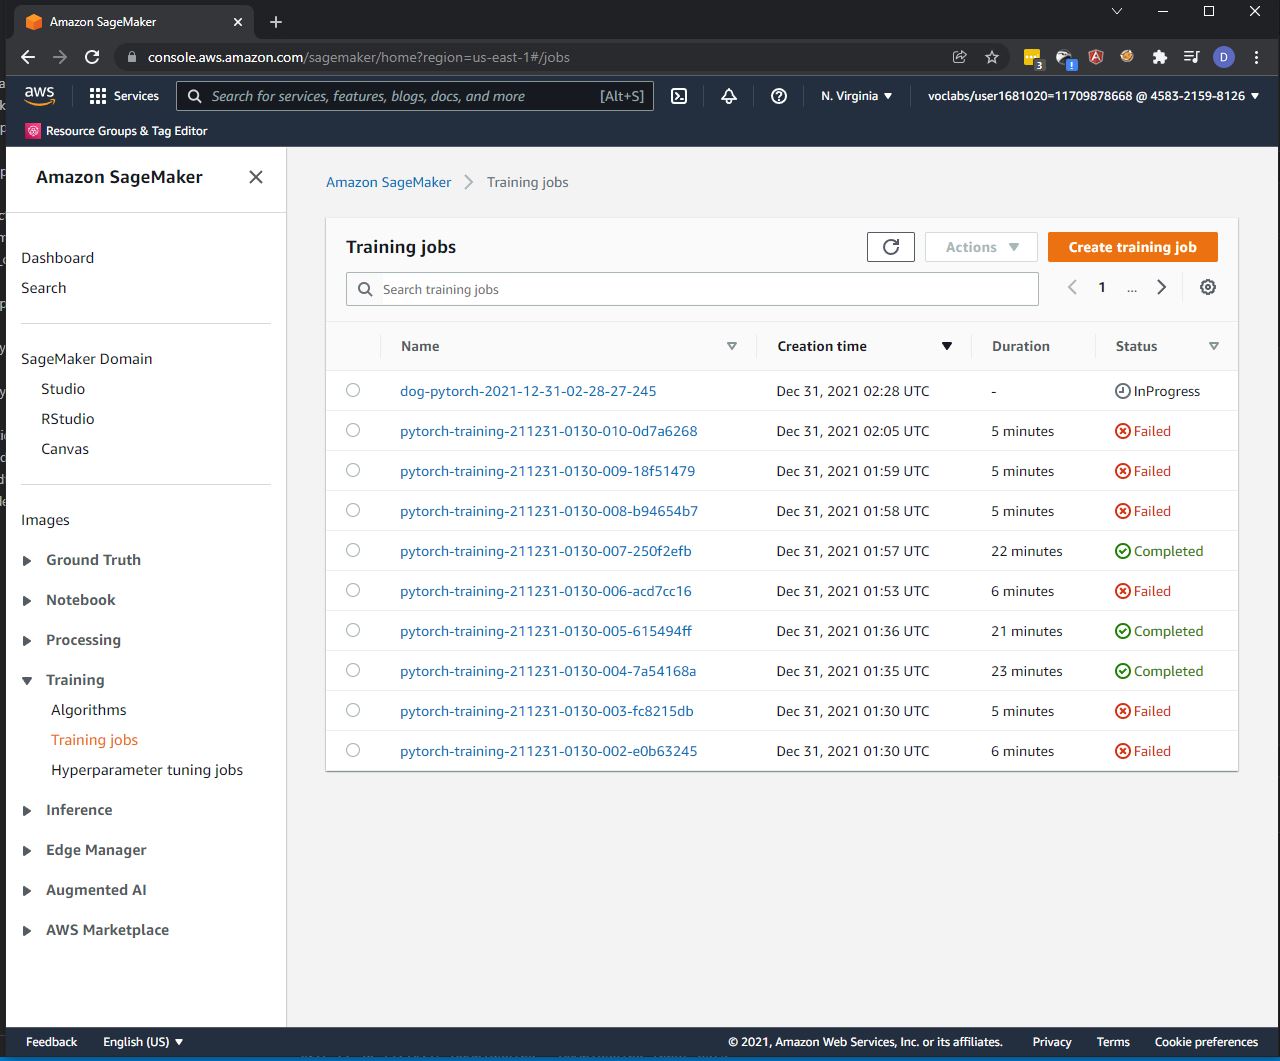 Amazon SageMaker
console.aws.amazon.com/sagemaker/home?region=us-east-1#/jobs
3
!
D
aws
Services
Search for services, features, blogs, docs, and more
[Alt+S]
N. Virginia
voclabs/user1681020=11709878668 @ 4583-2159-8126
Resource Groups & Tag Editor
Amazon SageMaker
Dashboard
Search
SageMaker Domain
Studio
RStudio
Canvas
Images
Ground Truth
Notebook
Processing
Training
Algorithms
Training jobs
Hyperparameter tuning jobs
Inference
Edge Manager
Augmented AI
AWS Marketplace
Amazon SageMaker > Training jobs
Training jobs
Actions
Create training job
Search training jobs
1 ...
Name Creation time Duration Status
dog-pytorch-2021-12-31-02-28-27-245 Dec 31, 2021 02:28 UTC - InProgress
pytorch-training-211231-0130-010-0d7a6268 Dec 31, 2021 02:05 UTC 5 minutes Failed
pytorch-training-211231-0130-009-18f51479 Dec 31, 2021 01:59 UTC 5 minutes Failed
pytorch-training-211231-0130-008-b94654b7 Dec 31, 2021 01:58 UTC 5 minutes Failed
pytorch-training-211231-0130-007-250f2efb Dec 31, 2021 01:57 UTC 22 minutes Completed
pytorch-training-211231-0130-006-acd7cc16 Dec 31, 2021 01:53 UTC 6 minutes Failed
pytorch-training-211231-0130-005-615494ff Dec 31, 2021 01:36 UTC 21 minutes Completed
pytorch-training-211231-0130-004-7a54168a Dec 31, 2021 01:35 UTC 23 minutes Completed
pytorch-training-211231-0130-003-fc8215db Dec 31, 2021 01:30 UTC 5 minutes Failed
pytorch-training-211231-0130-002-e0b63245 Dec 31, 2021 01:30 UTC 6 minutes Failed
Feedback English (US) © 2021, Amazon Web Services, Inc. or its affiliates. Privacy Terms Cookie preferences